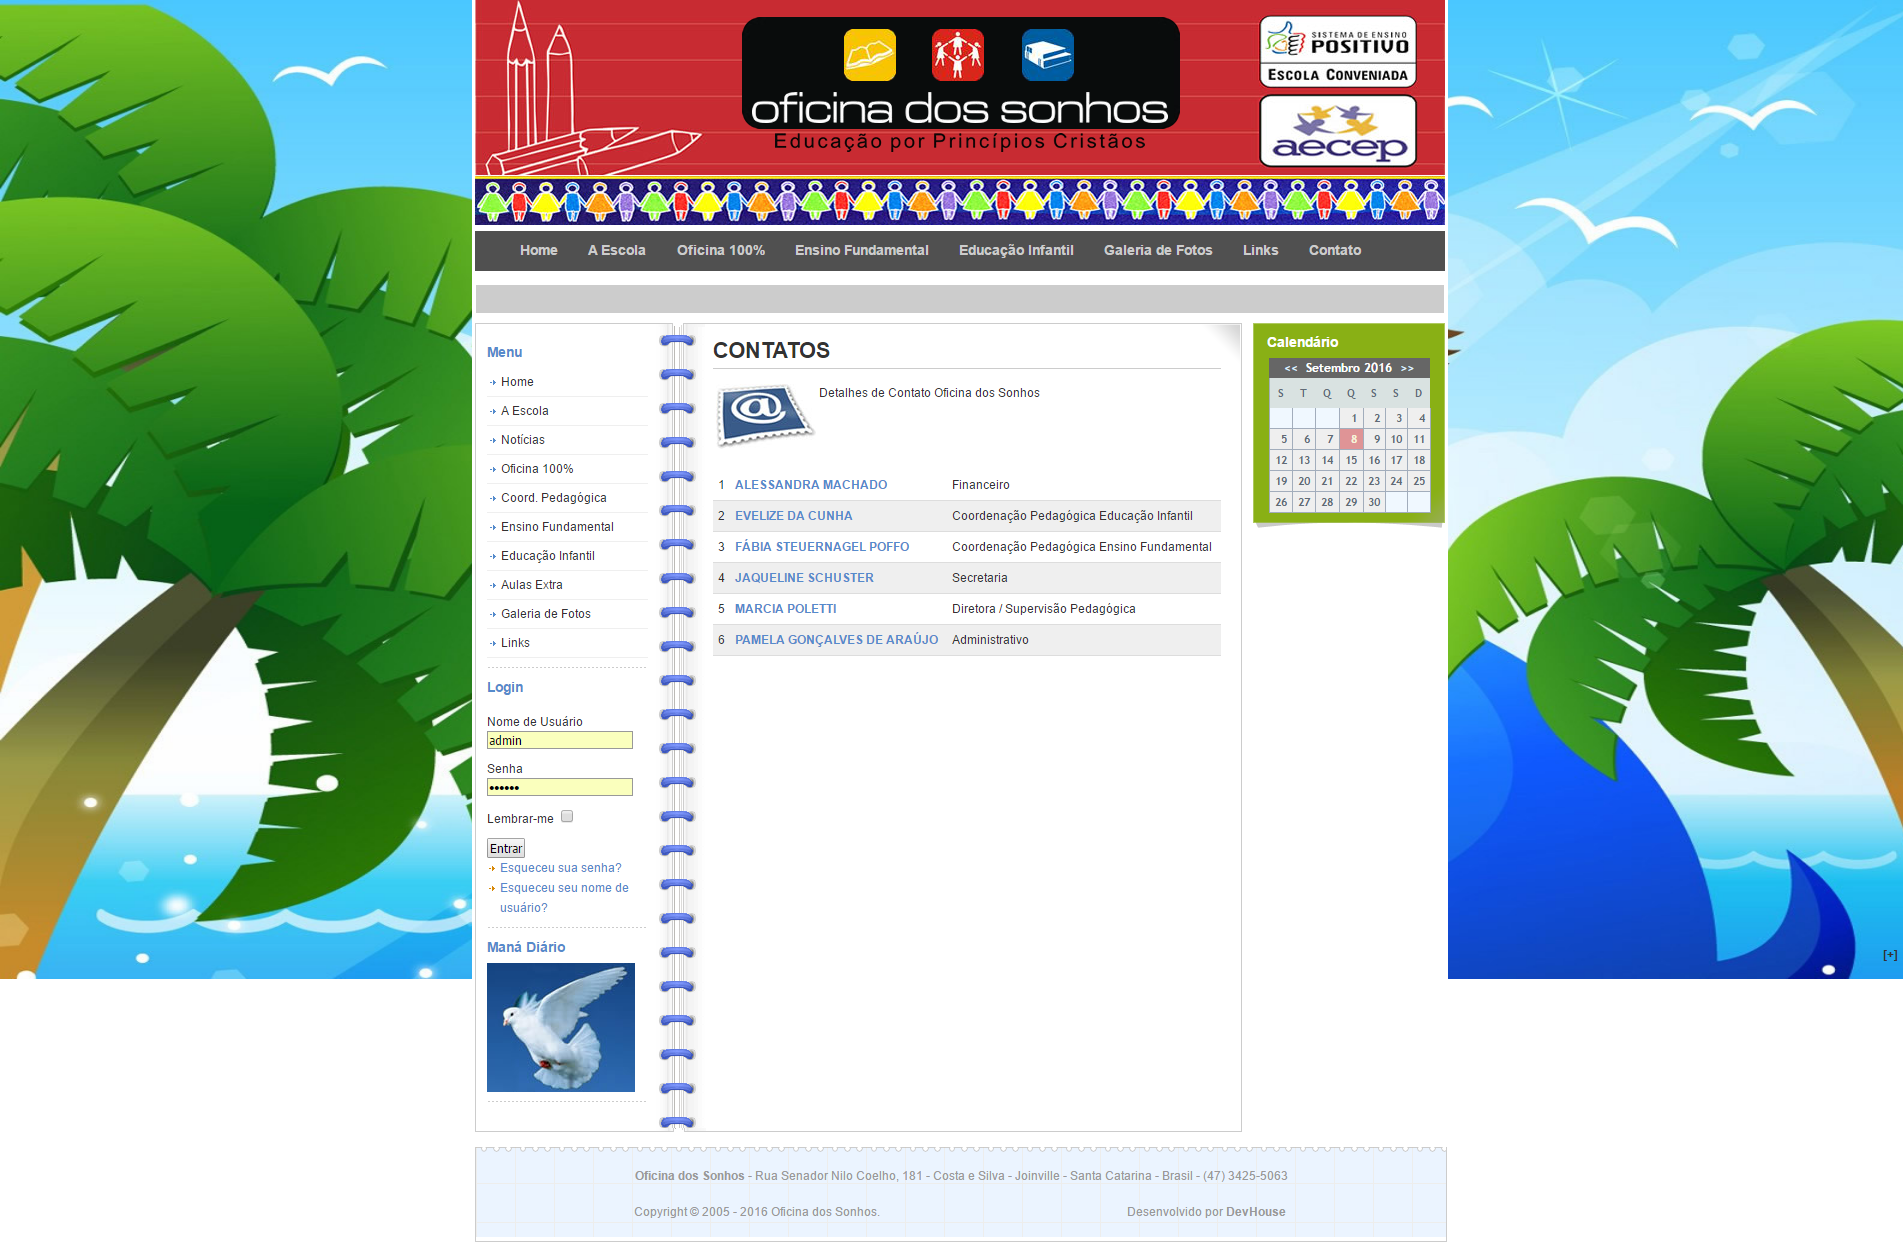 oficina dos sonhos
Educação por Princípios Cristãos
SISTEMA DE ENSINO
POSITIVO
ESCOLA CONVENIADA
aecep
Home A Escola Oficina 100% Ensino Fundamental Educação Infantil Galeria de Fotos Links Contato
Menu
Home
A Escola
Notícias
Oficina 100%
Coord. Pedagógica
Ensino Fundamental
Educação Infantil
Aulas Extra
Galeria de Fotos
Links
Login
Nome de Usuário
admin
Senha
••••••
Lembrar-me
Entrar
Esqueceu sua senha?
Esqueceu seu nome de
usuário?
Maná Diário
CONTATOS
@
Detalhes de Contato Oficina dos Sonhos
1 ALESSANDRA MACHADO Financeiro
2 EVELIZE DA CUNHA Coordenação Pedagógica Educação Infantil
3 FÁBIA STEUERNAGEL POFFO Coordenação Pedagógica Ensino Fundamental
4 JAQUELINE SCHUSTER Secretaria
5 MARCIA POLETTI Diretora / Supervisão Pedagógica
6 PAMELA GONÇALVES DE ARAÚJO Administrativo
Calendário
<< Setembro 2016 >>
S T Q Q S S D
1 2 3 4
5 6 7 8 9 10 11
12 13 14 15 16 17 18
19 20 21 22 23 24 25
26 27 28 29 30
[+]
Oficina dos Sonhos - Rua Senador Nilo Coelho, 181 - Costa e Silva - Joinville - Santa Catarina - Brasil - (47) 3425-5063
Copyright © 2005 - 2016 Oficina dos Sonhos. Desenvolvido por DevHouse